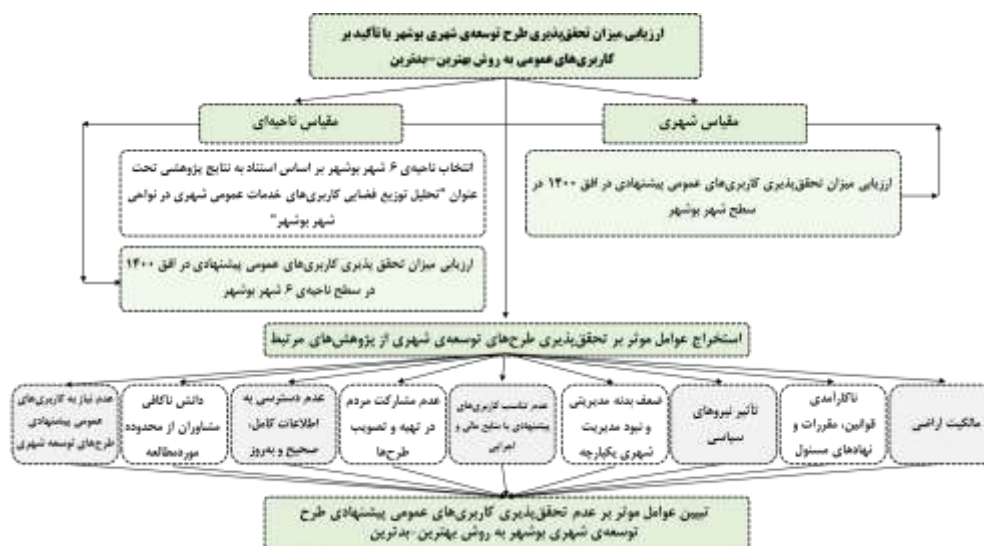 ارزیابی میزان تحقق‌پذیری طرح توسعه‌ی شهری بوشهر با تأکید بر
کاربری‌های عمومی به روش بهترین-بدترین
مقیاس شهری
مقیاس ناحیه‌ای
ارزیابی میزان تحقق‌پذیری کاربری‌های عمومی پیشنهادی در افق ۱۴۰۰ در
سطح شهر بوشهر
انتخاب ناحیه‌ی ۶ شهر بوشهر بر اساس استناد به نتایج پژوهشی تحت
عنوان "تحلیل توزیع فضایی کاربری‌های خدمات عمومی شهری در نواحی
شهر بوشهر"
ارزیابی میزان تحقق پذیری کاربری‌های عمومی پیشنهادی در افق ۱۴۰۰
در سطح ناحیه‌ی ۶ شهر بوشهر
استخراج عوامل موثر بر تحقق‌پذیری طرح‌های توسعه‌ی شهری از پژوهش‌های مرتبط
مالکیت اراضی
ناکارآمدی
قوانین، مقررات و
نهادهای مسئول
تأثیر نیروهای
سیاسی
ضعف بدنه مدیریتی
و نبود مدیریت
شهری یکپارچه
عدم تناسب کاربری‌های
پیشنهادی با منابع مالی و
اجرایی
عدم مشارکت مردم
در تهیه و تصویب
طرح‌ها
عدم دسترسی به
اطلاعات کامل،
صحیح و به‌روز
دانش ناکافی
مشاوران از محدوده
موردمطالعه
عدم نیاز به کاربری‌های
عمومی پیشنهادی
طرح‌های توسعه شهری
تبیین عوامل موثر بر عدم تحقق‌پذیری کاربری‌های عمومی پیشنهادی طرح
توسعه‌ی شهری بوشهر به روش بهترین-بدترین